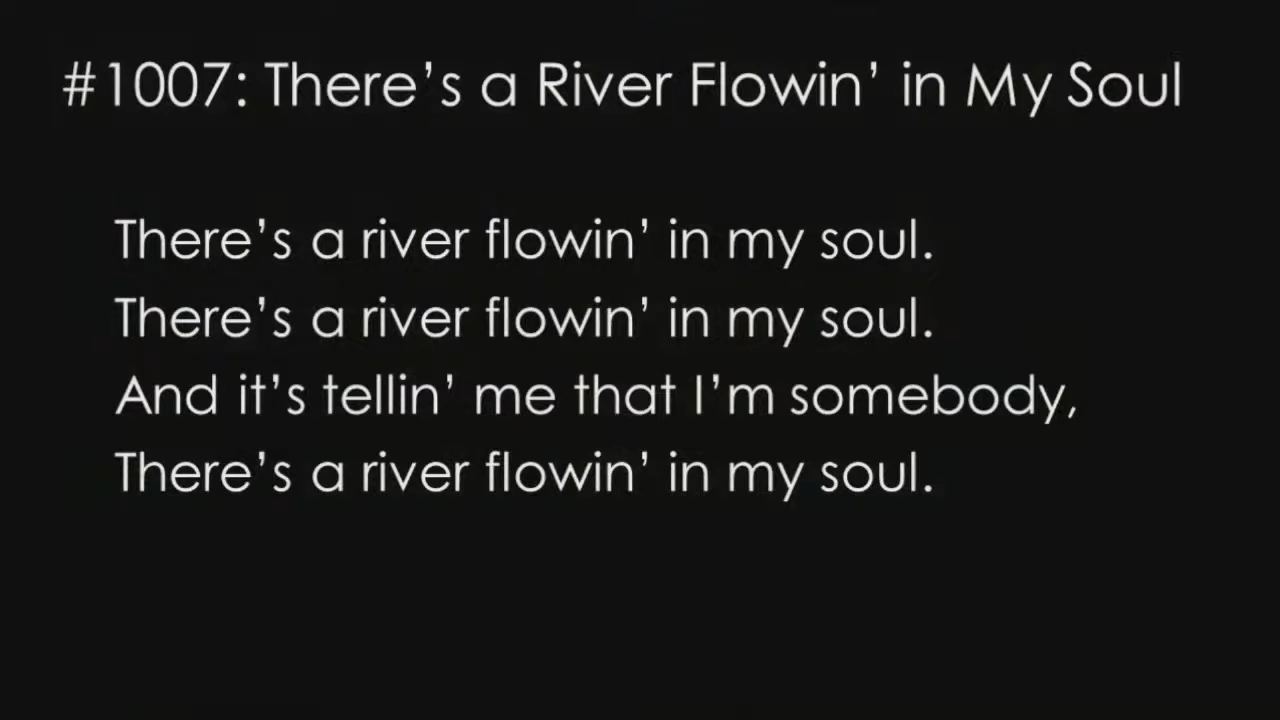 #1007: There’s a River Flowin’ in My Soul
There’s a river flowin’ in my soul.
There’s a river flowin’ in my soul.
And it’s tellin’ me that I’m somebody,
There’s a river flowin’ in my soul.